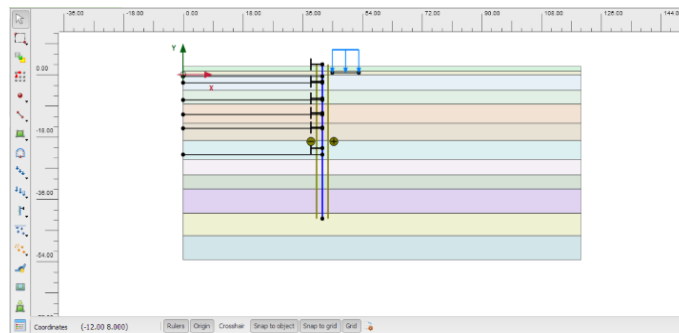 -36.00 -18.00 0.00 36.00 54.00 72.00 90.00 108.00 126.00 144.0
Y
0.00
X
-18.00
-36.00
-54.00
Coordinates (-12.00 8.000) Rulers Origin Crosshair Snap to object Snap to grid Grid